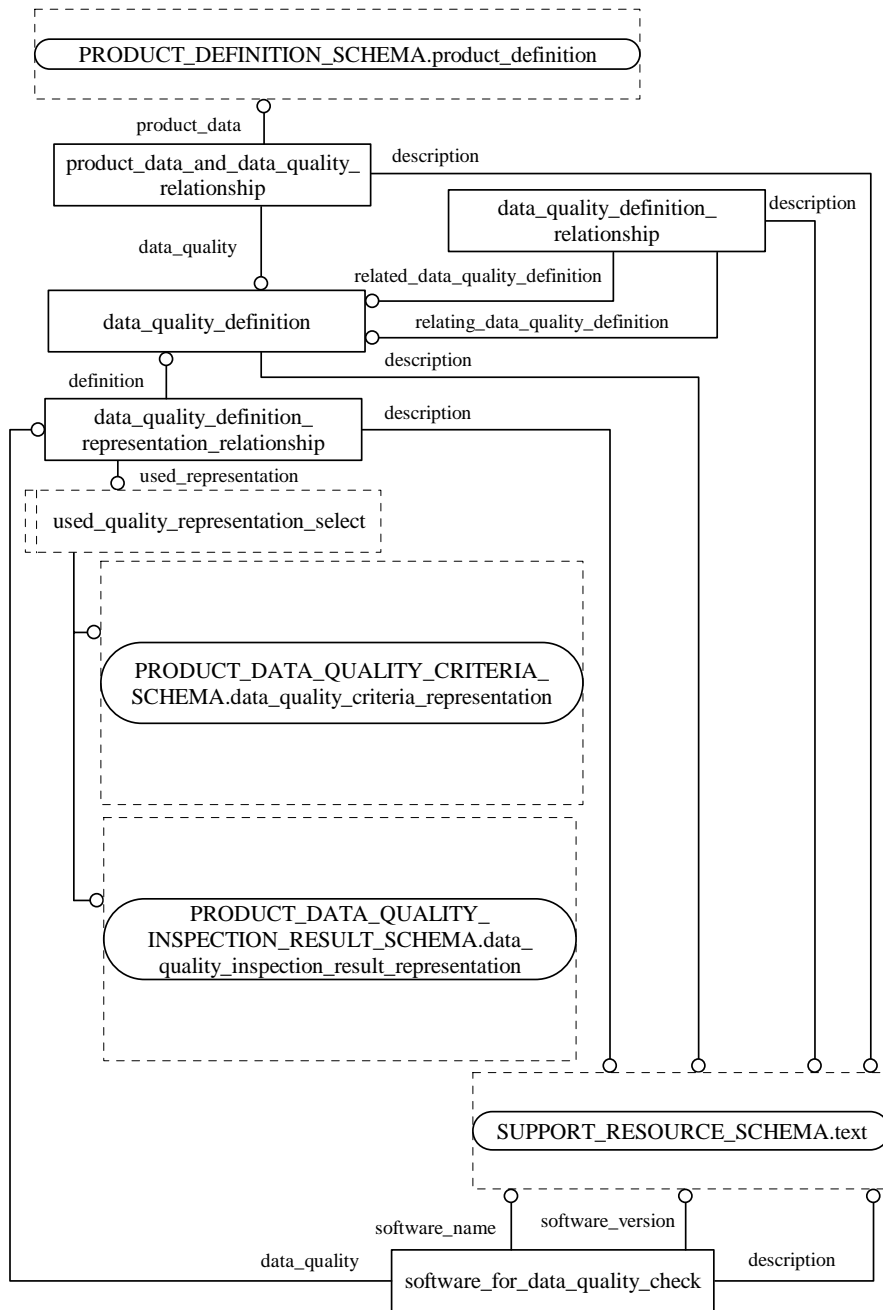 PRODUCT_DEFINITION_SCHEMA.product_definition
product_data
product_data_and_data_quality_
relationship
description
data_quality_definition_
relationship
description
data_quality
related_data_quality_definition
data_quality_definition
relating_data_quality_definition
description
definition
data_quality_definition_
representation_relationship
description
used_representation
used_quality_representation_select
PRODUCT_DATA_QUALITY_CRITERIA_
SCHEMA.data_quality_criteria_representation
PRODUCT_DATA_QUALITY_
INSPECTION_RESULT_SCHEMA.data_
quality_inspection_result_representation
SUPPORT_RESOURCE_SCHEMA.text
software_name
software_version
data_quality
description
software_for_data_quality_check